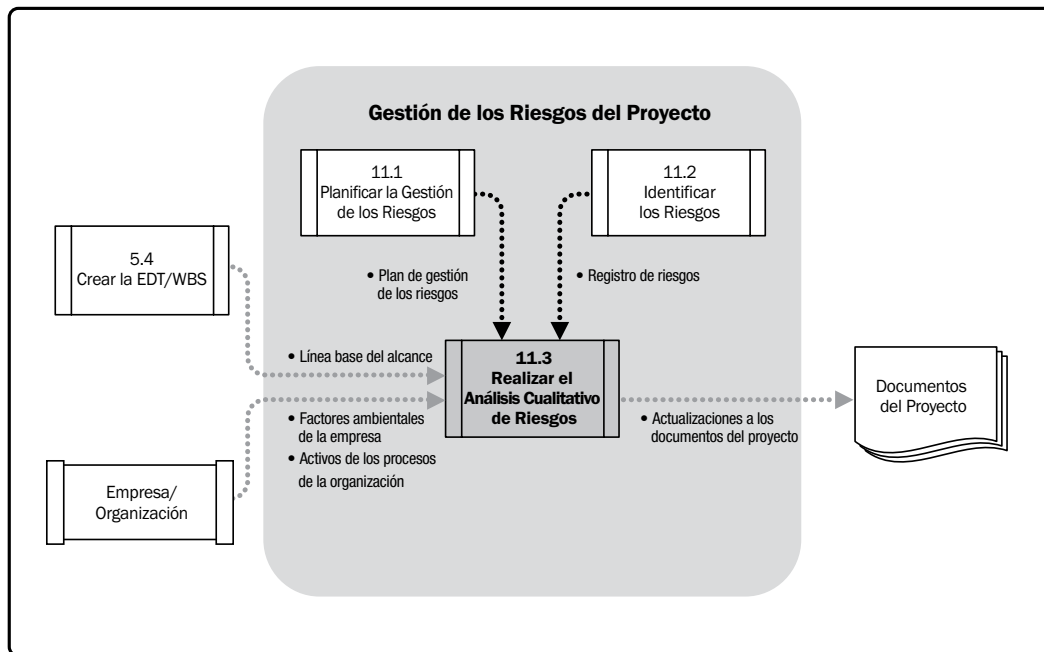 Gestión de los Riesgos del Proyecto
11.1
Planificar la Gestión
de los Riesgos
11.2
Identificar
los Riesgos
5.4
Crear la EDT/WBS
• Plan de gestión
de los riesgos
• Registro de riesgos
• Línea base del alcance
11.3
Realizar el
Análisis Cualitativo
de Riesgos
Documentos
del Proyecto
• Factores ambientales
de la empresa
• Activos de los procesos
de la organización
• Actualizaciones a los
documentos del proyecto
Empresa/
Organización